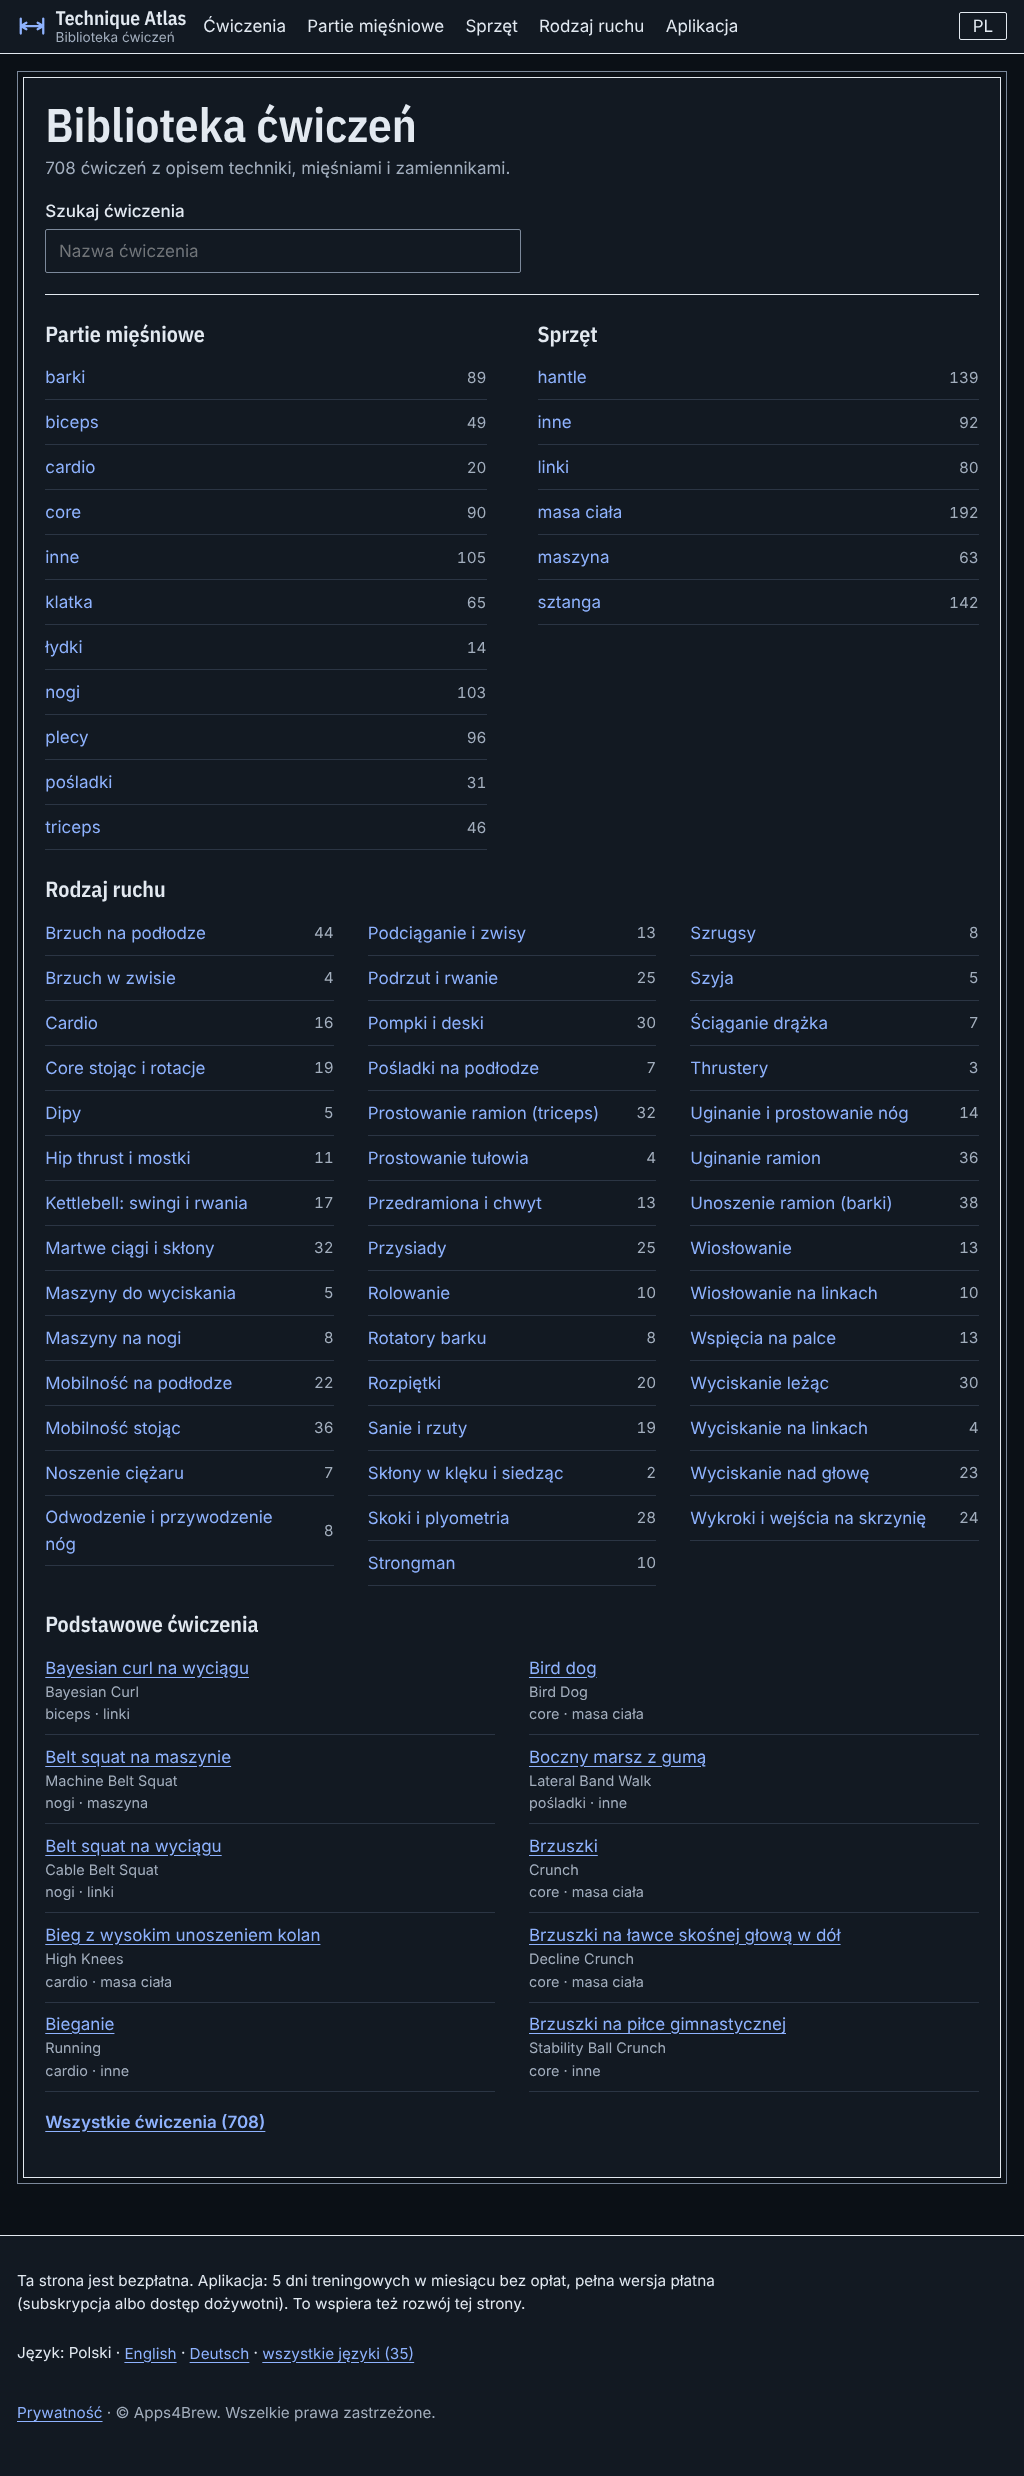 Technique Atlas
Biblioteka ćwiczeń
Ćwiczenia
Partie mięśniowe
Sprzęt
Rodzaj ruchu
Aplikacja
PL
Biblioteka ćwiczeń
708 ćwiczeń z opisem techniki, mięśniami i zamiennikami.
Szukaj ćwiczenia
Nazwa ćwiczenia
Partie mięśniowe
barki 89
biceps 49
cardio 20
core 90
inne 105
klatka 65
łydki 14
nogi 103
plecy 96
pośladki 31
triceps 46
Sprzęt
hantle 139
inne 92
linki 80
masa ciała 192
maszyna 63
sztanga 142
Rodzaj ruchu
Brzuch na podłodze 44
Brzuch w zwisie 4
Cardio 16
Core stojąc i rotacje 19
Dipy 5
Hip thrust i mostki 11
Kettlebell: swingi i rwania 17
Martwe ciągi i skłony 32
Maszyny do wyciskania 5
Maszyny na nogi 8
Mobilność na podłodze 22
Mobilność stojąc 36
Noszenie ciężaru 7
Odwodzenie i przywodzenie
nóg 8
Podciąganie i zwisy 13
Podrzut i rwanie 25
Pompki i deski 30
Pośladki na podłodze 7
Prostowanie ramion (triceps) 32
Prostowanie tułowia 4
Przedramiona i chwyt 13
Przysiady 25
Rolowanie 10
Rotatory barku 8
Rozpiętki 20
Sanie i rzuty 19
Skłony w klęku i siedząc 2
Skoki i plyometria 28
Strongman 10
Szrugsy 8
Szyja 5
Ściąganie drążka 7
Thrustery 3
Uginanie i prostowanie nóg 14
Uginanie ramion 36
Unoszenie ramion (barki) 38
Wiosłowanie 13
Wiosłowanie na linkach 10
Wspięcia na palce 13
Wyciskanie leżąc 30
Wyciskanie na linkach 4
Wyciskanie nad głowę 23
Wykroki i wejścia na skrzynię 24
Podstawowe ćwiczenia
Bayesian curl na wyciągu
Bayesian Curl
biceps · linki
Belt squat na maszynie
Machine Belt Squat
nogi · maszyna
Belt squat na wyciągu
Cable Belt Squat
nogi · linki
Bieg z wysokim unoszeniem kolan
High Knees
cardio · masa ciała
Bieganie
Running
cardio · inne
Bird dog
Bird Dog
core · masa ciała
Boczny marsz z gumą
Lateral Band Walk
pośladki · inne
Brzuszki
Crunch
core · masa ciała
Brzuszki na ławce skośnej głową w dół
Decline Crunch
core · masa ciała
Brzuszki na piłce gimnastycznej
Stability Ball Crunch
core · inne
Wszystkie ćwiczenia (708)
Ta strona jest bezpłatna. Aplikacja: 5 dni treningowych w miesiącu bez opłat, pełna wersja płatna
(subskrypcja albo dostęp dożywotni). To wspiera też rozwój tej strony.
Język: Polski · English · Deutsch · wszystkie języki (35)
Prywatność · © Apps4Brew. Wszelkie prawa zastrzeżone.